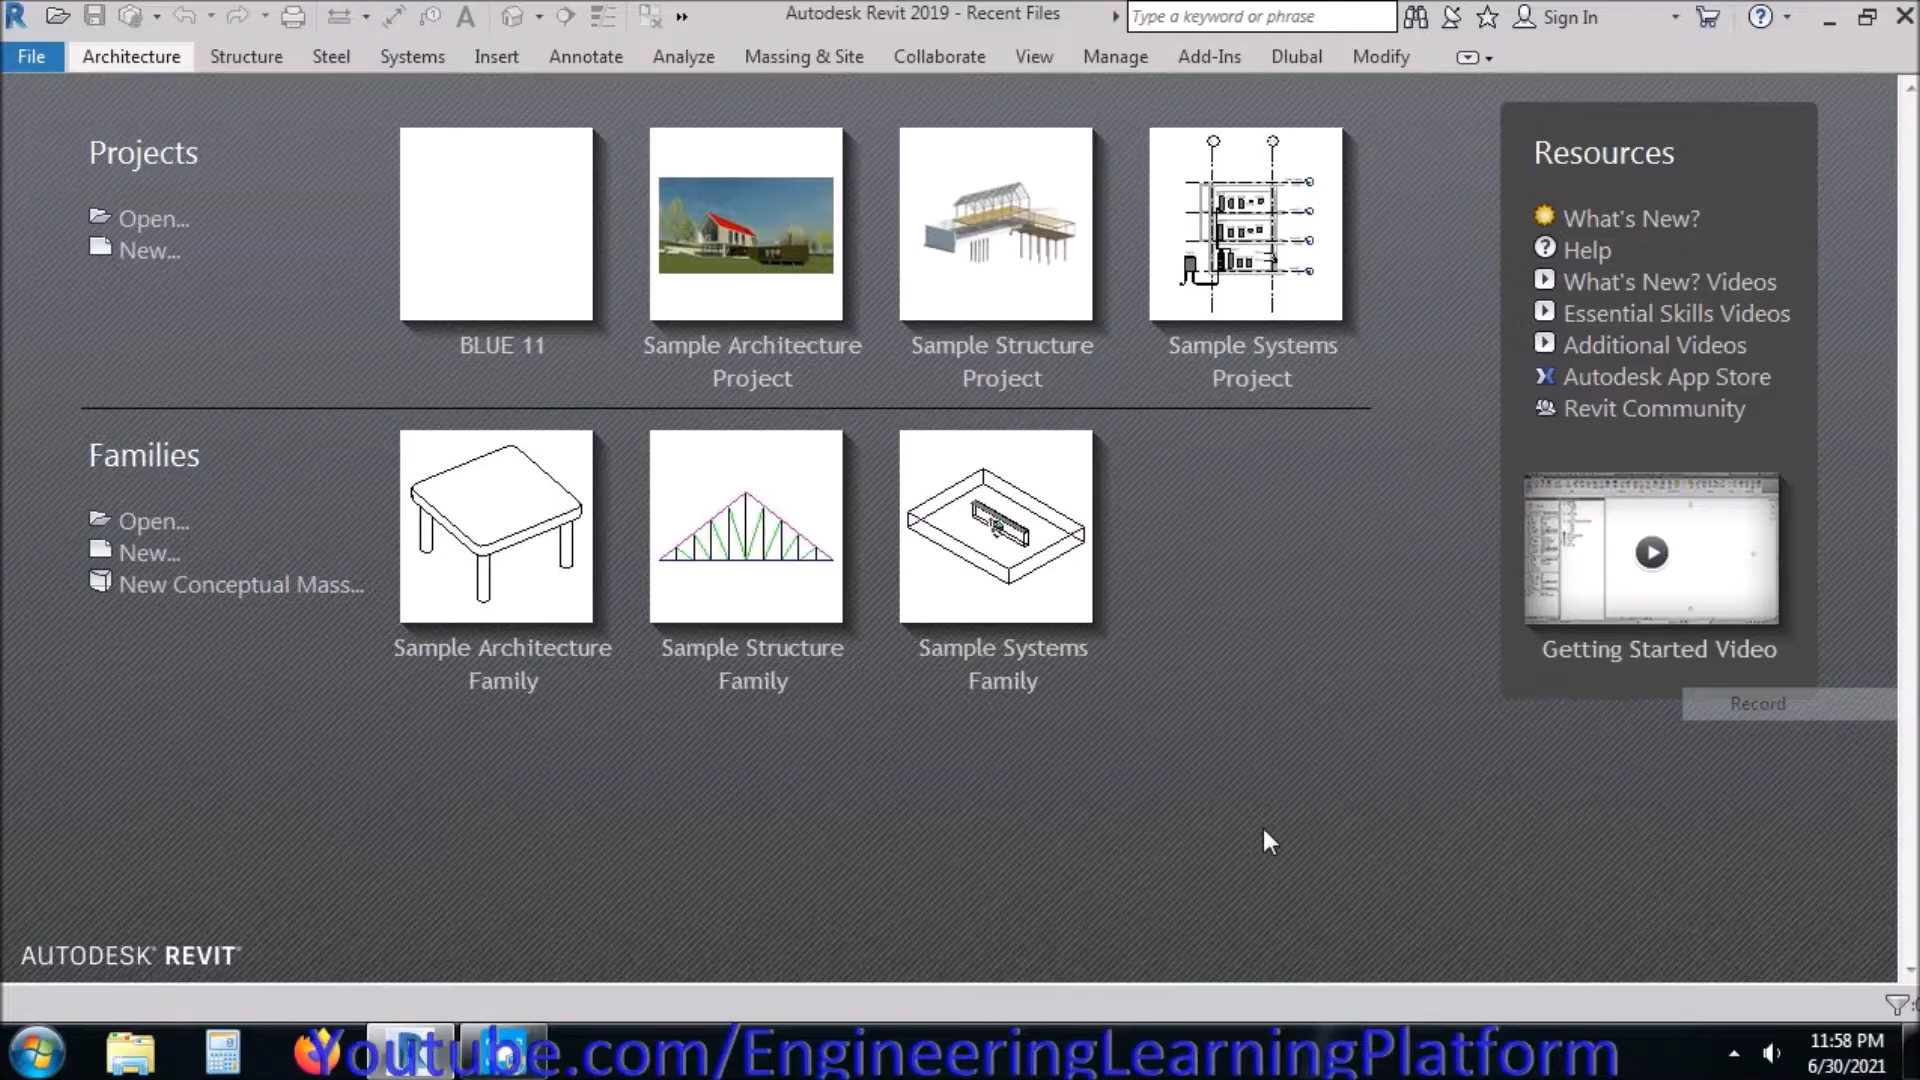 Autodesk Revit 2019 - Recent Files
Type a keyword or phrase
Sign In
File Architecture Structure Steel Systems Insert Annotate Analyze Massing & Site Collaborate View Manage Add-Ins Dlubal Modify
Projects
Open...
New...
BLUE 11
Sample Architecture
Project
Sample Structure
Project
Sample Systems
Project
Families
Open...
New...
New Conceptual Mass...
Sample Architecture
Family
Sample Structure
Family
Sample Systems
Family
Resources
What's New?
Help
What's New? Videos
Essential Skills Videos
Additional Videos
Autodesk App Store
Revit Community
Getting Started Video
Record
AUTODESK® REVIT®
Youtube.com/EngineeringLearningPlatform
11:58 PM
6/30/2021